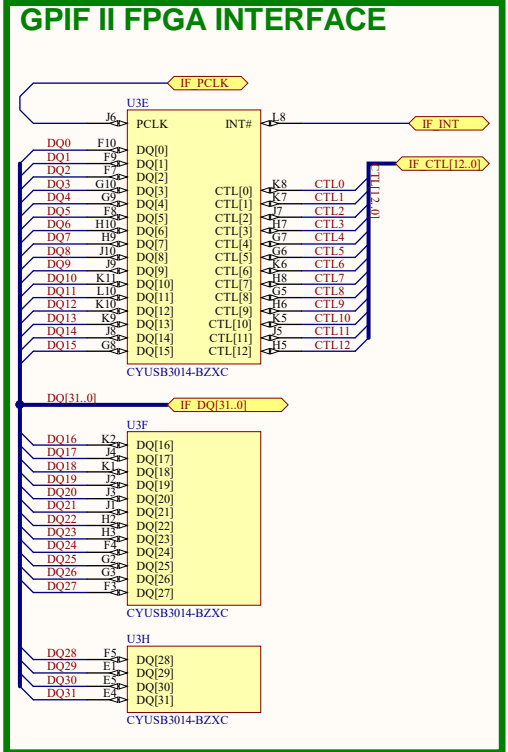 GPIF II FPGA INTERFACE
IF_PCLK
U3E
J6 PCLK INT# L8
IF_INT
DQ0 F10 DQ[0]
DQ1 F9 DQ[1]
IF_CTL[12..0]
CTL[12..0]
DQ2 F7 DQ[2]
DQ3 G10 DQ[3] CTL[0] K8 CTL0
DQ4 G9 DQ[4] CTL[1] K7 CTL1
DQ5 F8 DQ[5] CTL[2] J7 CTL2
DQ6 H10 DQ[6] CTL[3] H7 CTL3
DQ7 H9 DQ[7] CTL[4] G7 CTL4
DQ8 J10 DQ[8] CTL[5] G6 CTL5
DQ9 J9 DQ[9] CTL[6] K6 CTL6
DQ10 K11 DQ[10] CTL[7] H8 CTL7
DQ11 L10 DQ[11] CTL[8] G5 CTL8
DQ12 K10 DQ[12] CTL[9] H6 CTL9
DQ13 K9 DQ[13] CTL[10] K5 CTL10
DQ14 J8 DQ[14] CTL[11] J5 CTL11
DQ15 G8 DQ[15] CTL[12] H5 CTL12
CYUSB3014-BZXC
DQ[31..0]
IF_DQ[31..0]
U3F
DQ16 K2 DQ[16]
DQ17 J4 DQ[17]
DQ18 K1 DQ[18]
DQ19 J2 DQ[19]
DQ20 J3 DQ[20]
DQ21 J1 DQ[21]
DQ22 H2 DQ[22]
DQ23 H3 DQ[23]
DQ24 F4 DQ[24]
DQ25 G2 DQ[25]
DQ26 G3 DQ[26]
DQ27 F3 DQ[27]
CYUSB3014-BZXC
U3H
DQ28 F5 DQ[28]
DQ29 E1 DQ[29]
DQ30 E5 DQ[30]
DQ31 E4 DQ[31]
CYUSB3014-BZXC